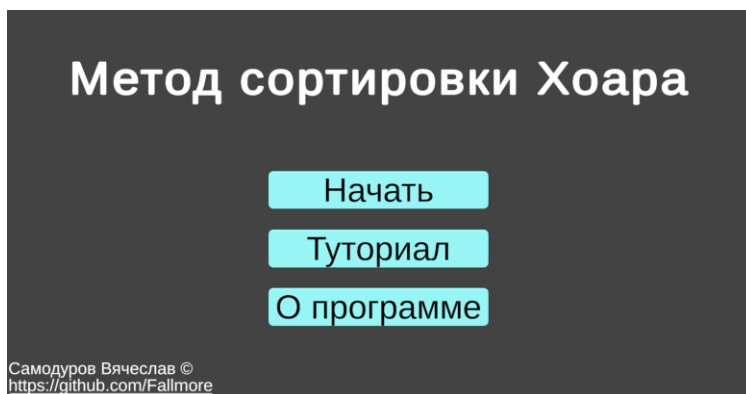 Метод сортировки Хоара
Начать
Туториал
О программе
Самодуров Вячеслав ©
https://github.com/Fallmore